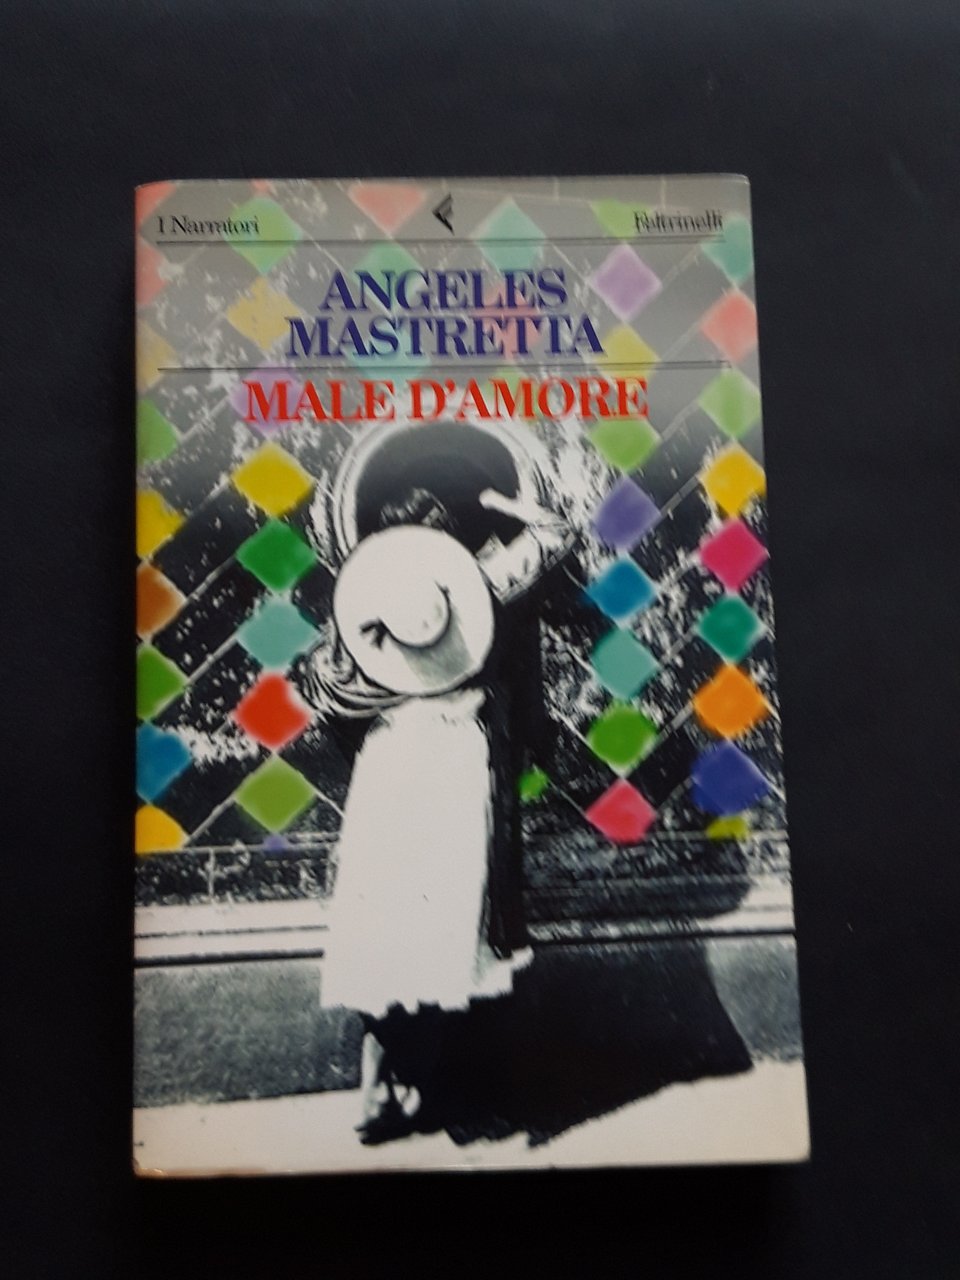 I Narratori
Feltrinelli
ANGELES
MASTRETTA
MALE D'AMORE